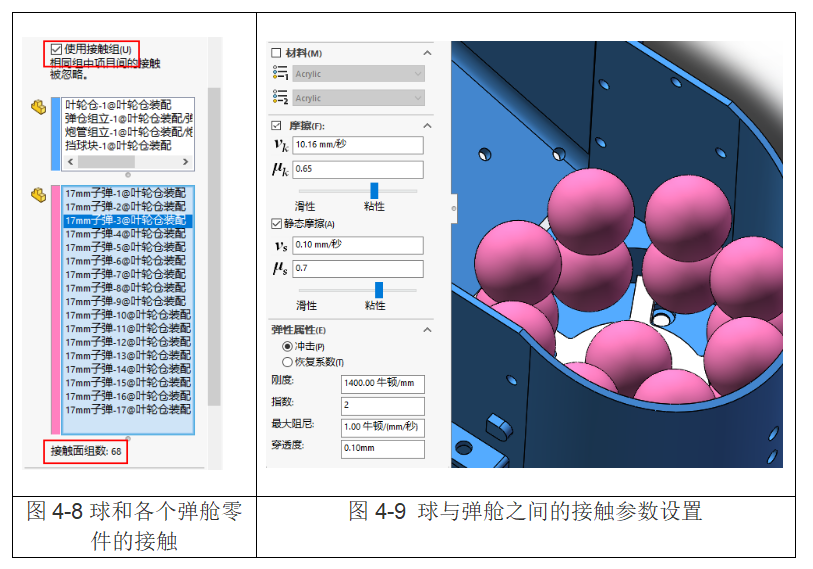 使用接触组(U)
相同组中项目间的接触
被忽略。
叶轮仓-1@叶轮仓装配
弹仓组立-1@叶轮仓装配/弹
炮管组立-1@叶轮仓装配/炮
挡球块-1@叶轮仓装配
17mm子弹-1@叶轮仓装配
17mm子弹-2@叶轮仓装配
17mm子弹-3@叶轮仓装配
17mm子弹-4@叶轮仓装配
17mm子弹-5@叶轮仓装配
17mm子弹-6@叶轮仓装配
17mm子弹-7@叶轮仓装配
17mm子弹-8@叶轮仓装配
17mm子弹-9@叶轮仓装配
17mm子弹-10@叶轮仓装配
17mm子弹-11@叶轮仓装配
17mm子弹-12@叶轮仓装配
17mm子弹-13@叶轮仓装配
17mm子弹-14@叶轮仓装配
17mm子弹-15@叶轮仓装配
17mm子弹-16@叶轮仓装配
17mm子弹-17@叶轮仓装配
接触面组数: 68
材料(M)
1 Acrylic
2 Acrylic
摩擦(F):
vk 10.16 mm/秒
μk 0.65
滑性 粘性
静态摩擦(A)
vs 0.10 mm/秒
μs 0.7
滑性 粘性
弹性属性(E)
冲击(P)
恢复系数(T)
刚度: 1400.00 牛顿/mm
指数: 2
最大阻尼: 1.00 牛顿/(mm/秒)
穿透度: 0.10mm
图 4-8 球和各个弹舱零
件的接触
图 4-9 球与弹舱之间的接触参数设置